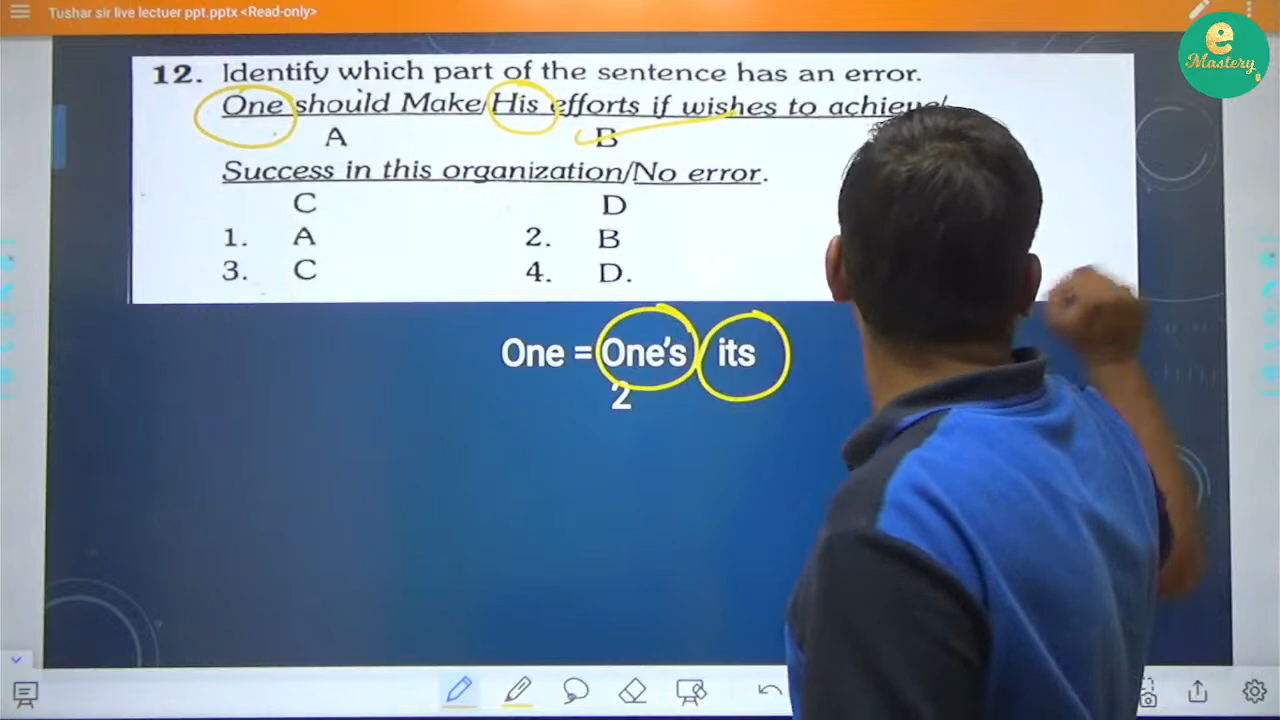 Tushar sir live lectuer ppt.pptx <Read-only>
e
Mastery
12. Identify which part of the sentence has an error.
One should Make/His efforts if wishes to achieve/
A B
Success in this organization/No error.
C D
1. A 2. B
3. C 4. D.
One = One's its
2